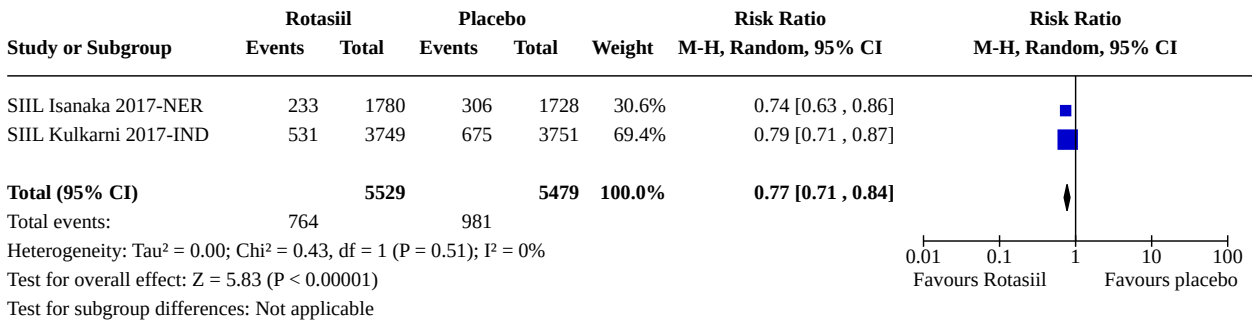 Rotasiil Placebo Risk Ratio Risk Ratio
Study or Subgroup Events Total Events Total Weight M-H, Random, 95% CI M-H, Random, 95% CI
SIIL Isanaka 2017-NER 233 1780 306 1728 30.6% 0.74 [0.63 , 0.86]
SIIL Kulkarni 2017-IND 531 3749 675 3751 69.4% 0.79 [0.71 , 0.87]
Total (95% CI) 5529 5479 100.0% 0.77 [0.71 , 0.84]
Total events: 764 981
Heterogeneity: Tau² = 0.00; Chi² = 0.43, df = 1 (P = 0.51); I² = 0%
0.01 0.1 1 10 100
Test for overall effect: Z = 5.83 (P < 0.00001) Favours Rotasiil Favours placebo
Test for subgroup differences: Not applicable